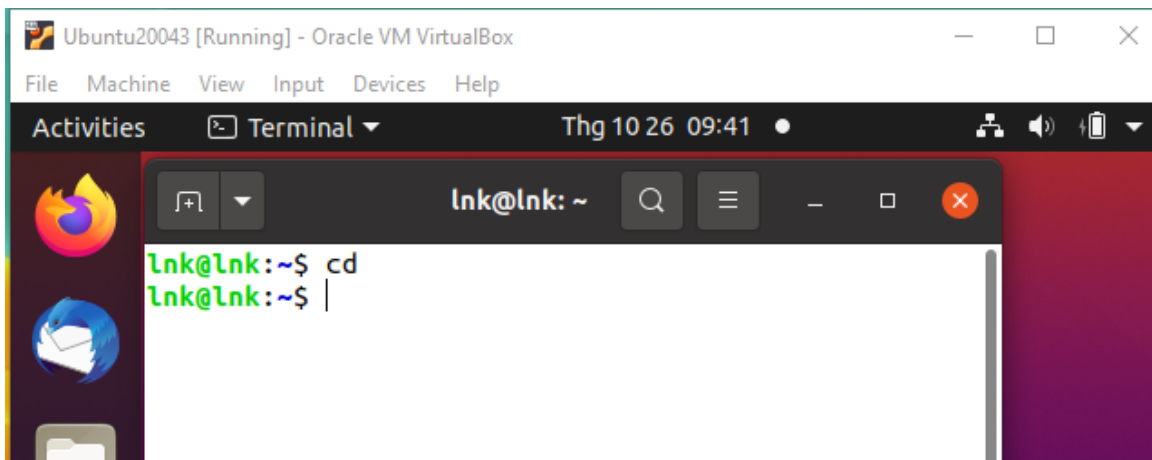 Ubuntu20043 [Running] - Oracle VM VirtualBox
File Machine View Input Devices Help
Activities Terminal Thg 10 26 09:41
lnk@lnk: ~
lnk@lnk:~$ cd
lnk@lnk:~$